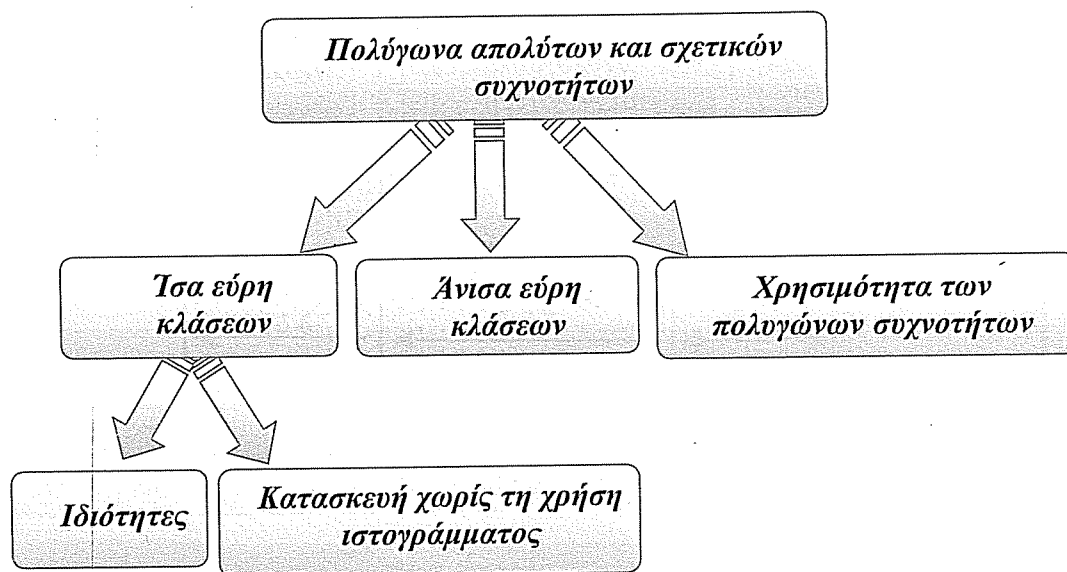 Πολύγωνα απολύτων και σχετικών
συχνοτήτων
Ίσα εύρη
κλάσεων
Άνισα εύρη
κλάσεων
Χρησιμότητα των
πολυγώνων συχνοτήτων
Ιδιότητες
Κατασκευή χωρίς τη χρήση
ιστογράμματος